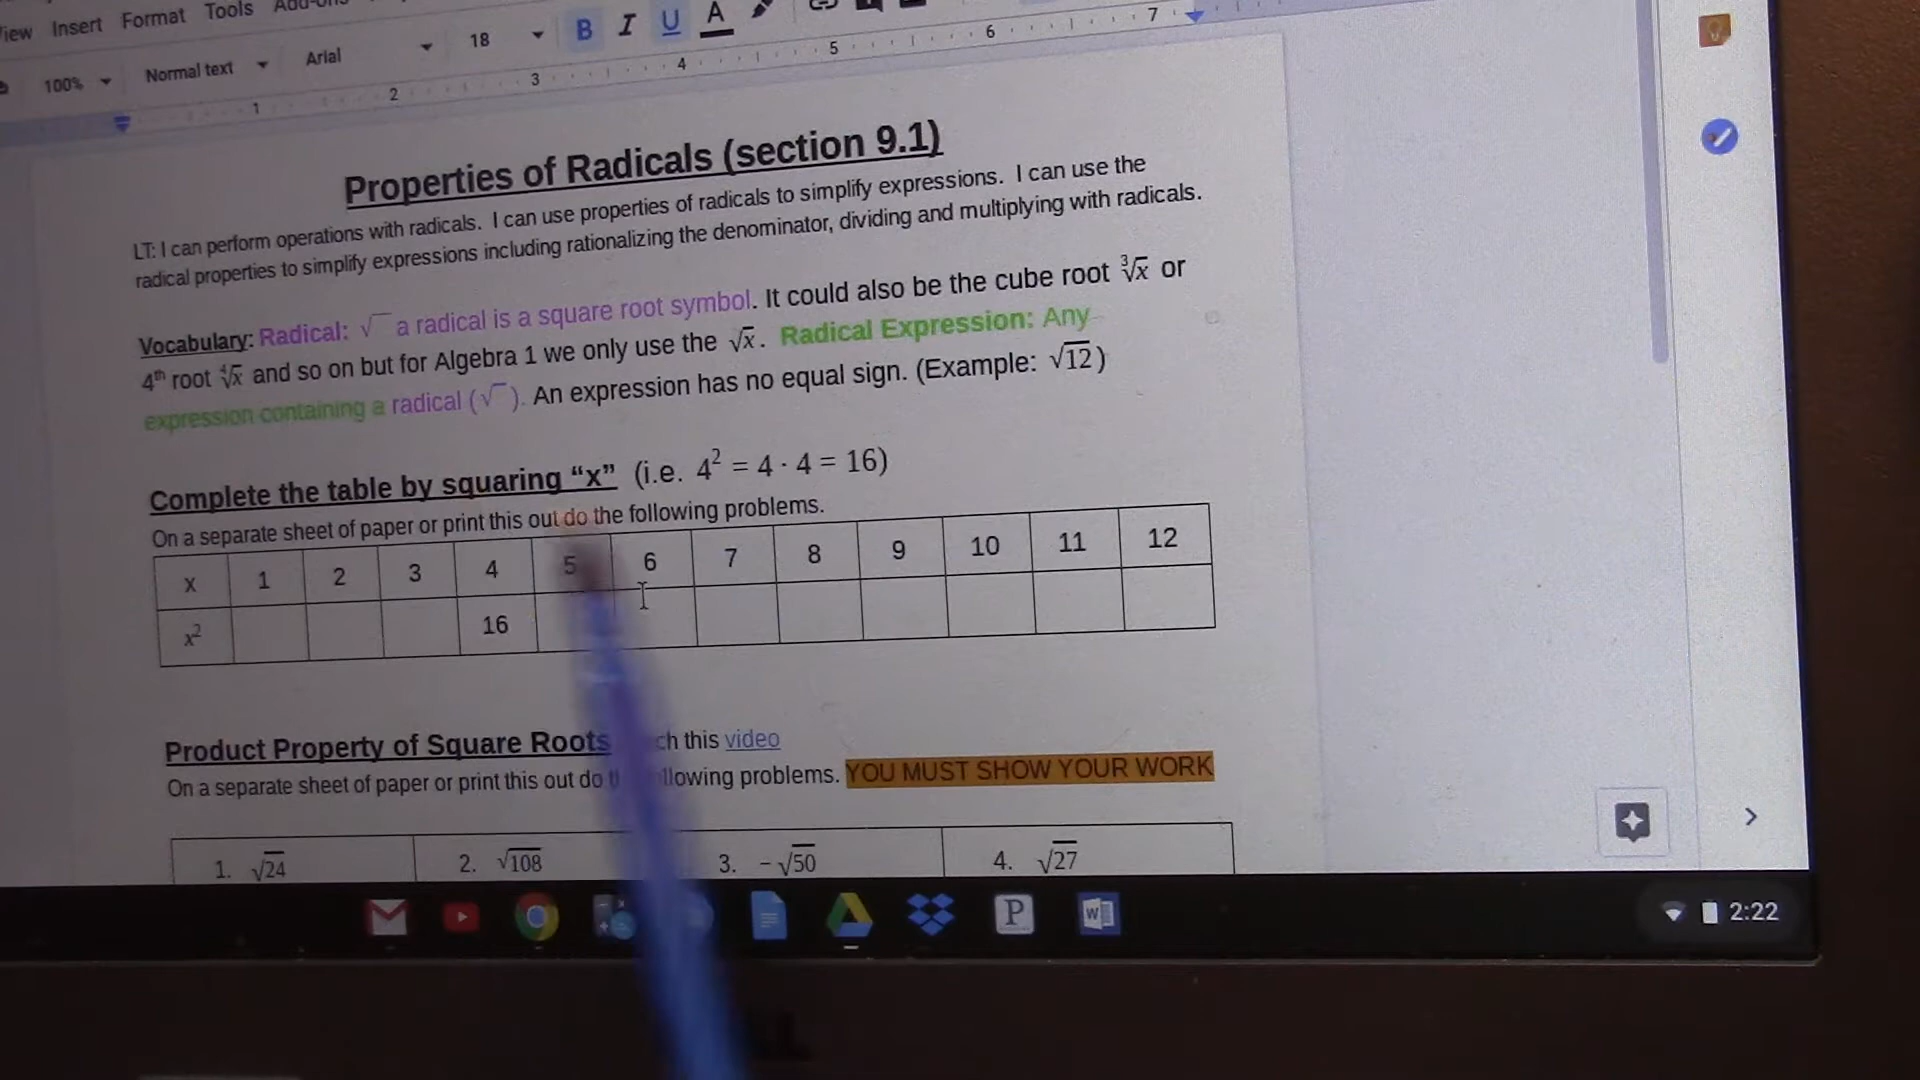 Insert Format Tools
100% Normal text Arial 18 B I U A
1 2 3 4 5 6 7
Properties of Radicals (section 9.1)
LT: I can perform operations with radicals. I can use properties of radicals to simplify expressions. I can use the
radical properties to simplify expressions including rationalizing the denominator, dividing and multiplying with radicals.
Vocabulary: Radical: √ a radical is a square root symbol. It could also be the cube root ∛x or
4th root ∜x and so on but for Algebra 1 we only use the √x. Radical Expression: Any
expression containing a radical (√ ). An expression has no equal sign. (Example: √12)
Complete the table by squaring “x” (i.e. 4² = 4 · 4 = 16)
On a separate sheet of paper or print this out do the following problems.
x 1 2 3 4 5 6 7 8 9 10 11 12
x² 16
Product Property of Square Roots this video
On a separate sheet of paper or print this out do problems. YOU MUST SHOW YOUR WORK
1. √24 2. √108 3. −√50 4. √27
P W 2:22